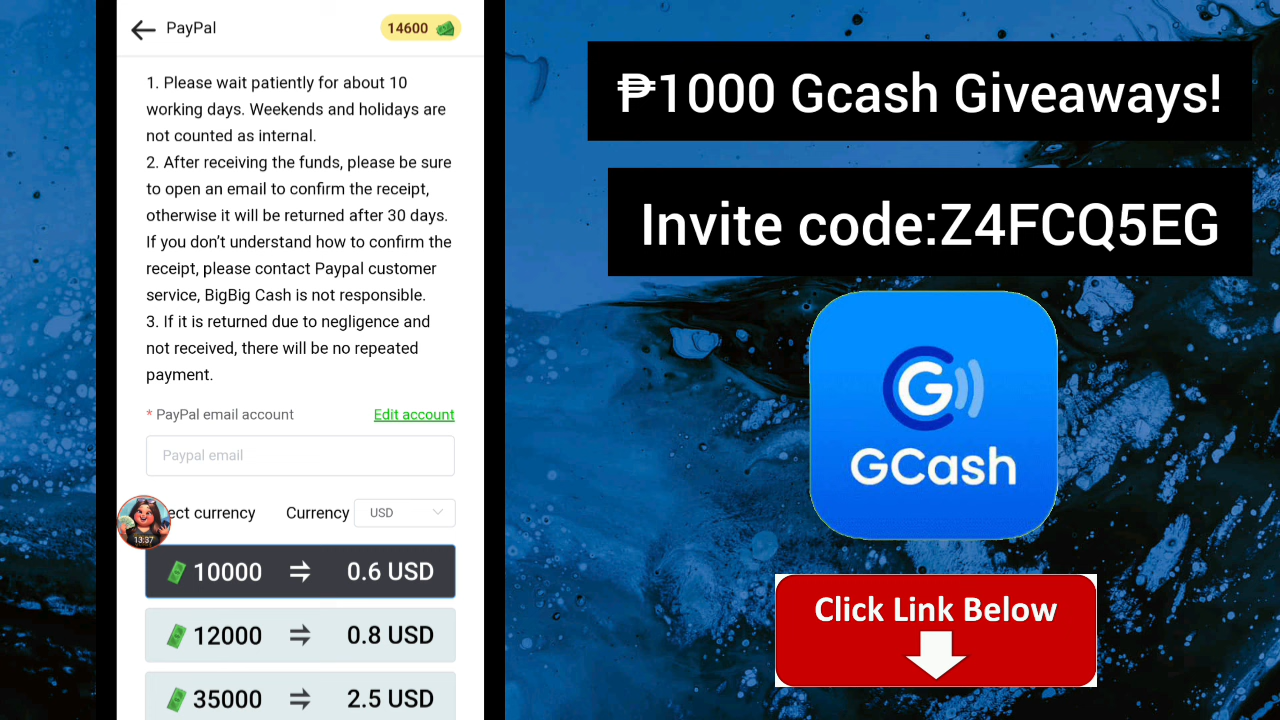 PayPal
14600
1. Please wait patiently for about 10
working days. Weekends and holidays are
not counted as internal.
2. After receiving the funds, please be sure
to open an email to confirm the receipt,
otherwise it will be returned after 30 days.
If you don’t understand how to confirm the
receipt, please contact Paypal customer
service, BigBig Cash is not responsible.
3. If it is returned due to negligence and
not received, there will be no repeated
payment.
* PayPal email account Edit account
Paypal email
ect currency Currency USD
13:37
10000 0.6 USD
12000 0.8 USD
35000 2.5 USD
₱1000 Gcash Giveaways!
Invite code:Z4FCQ5EG
G
GCash
Click Link Below